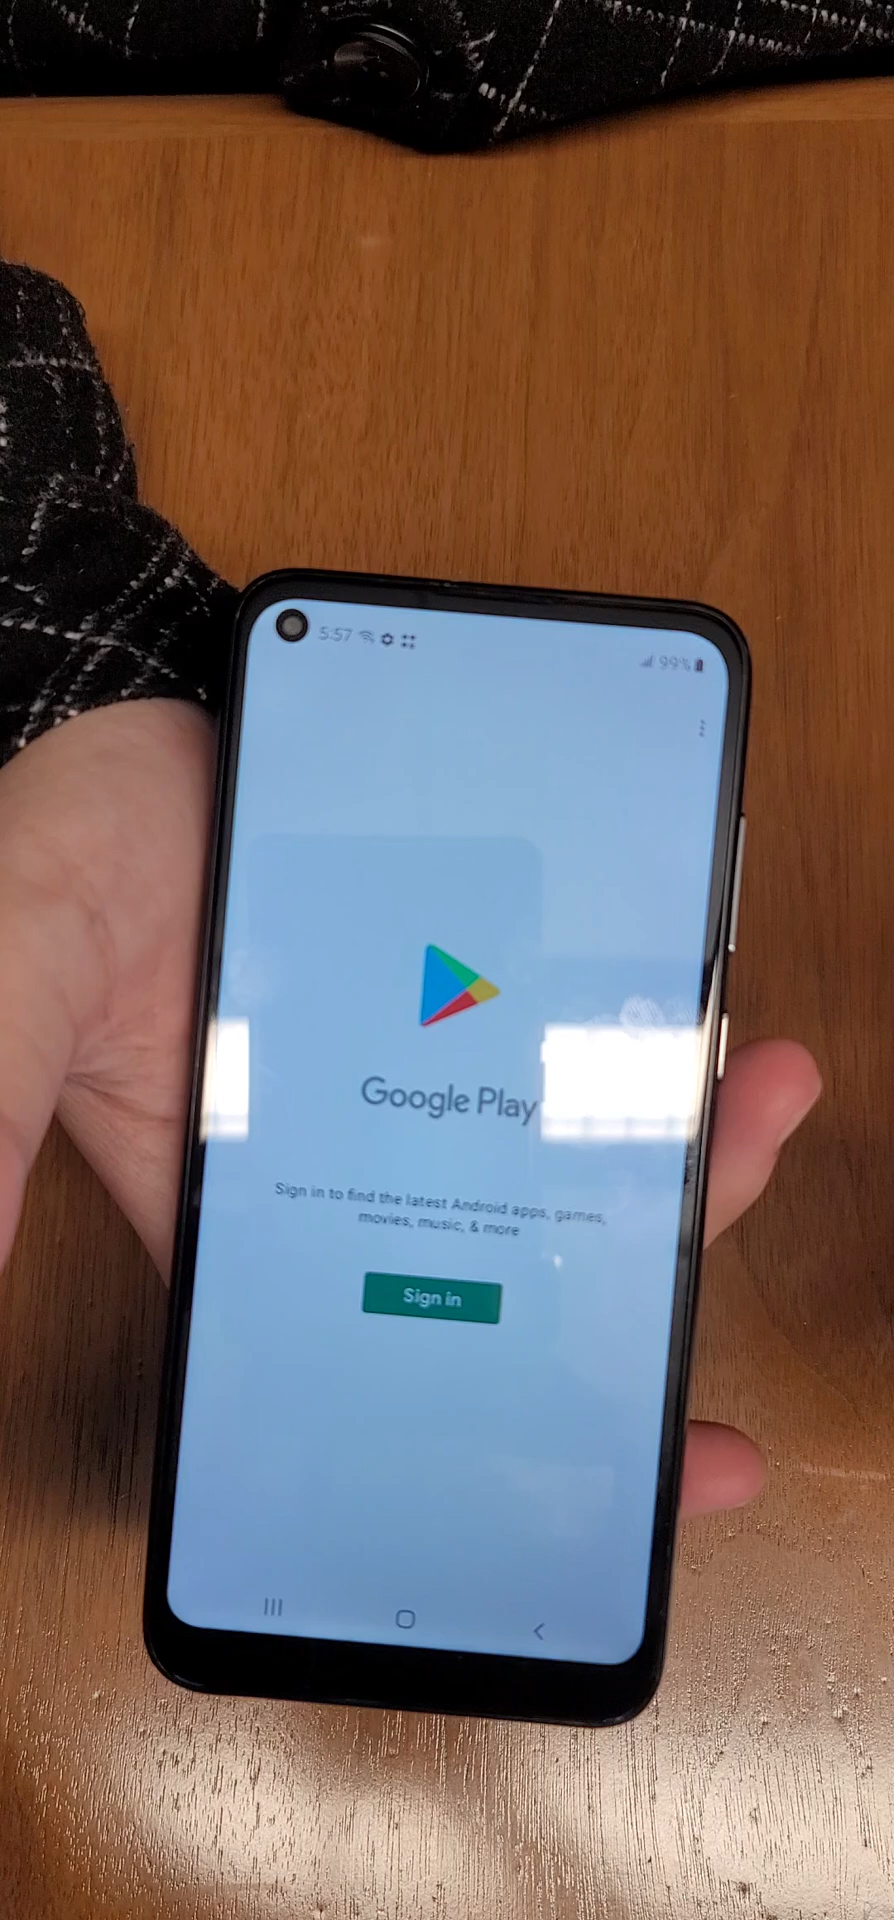 5:57
99%
Google Play
Sign in to find the latest Android apps, games,
movies, music, & more
Sign in